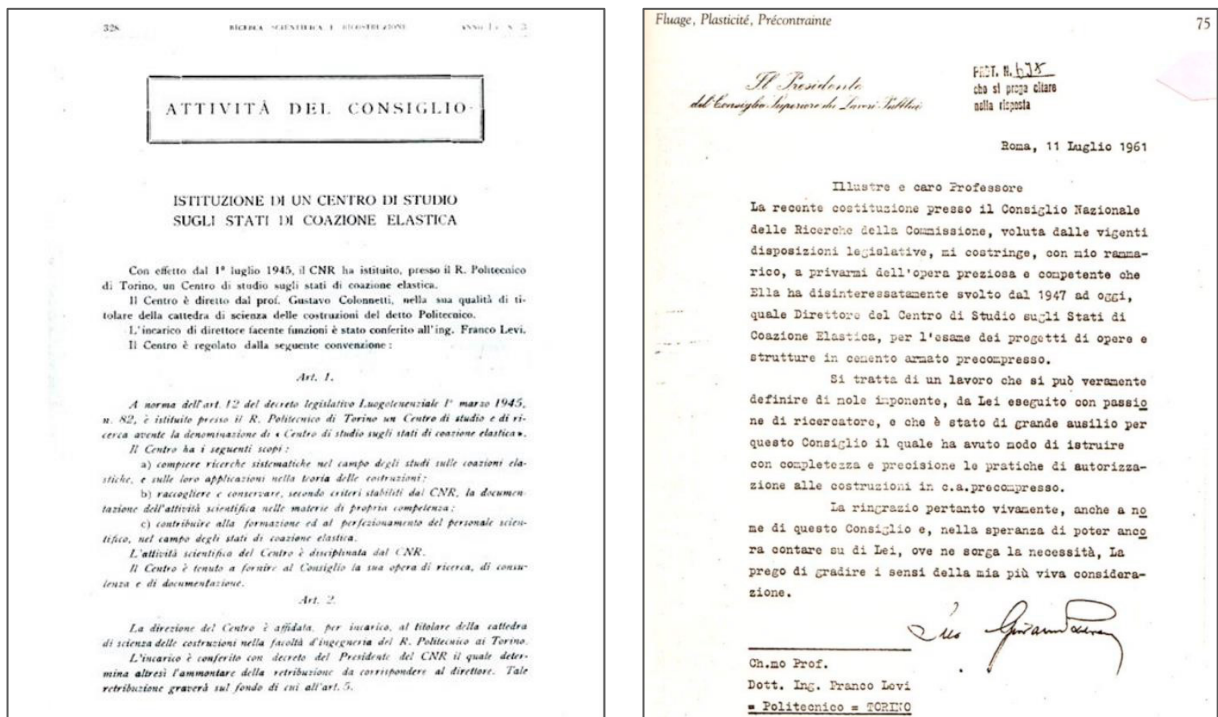 328
RICERCA SCIENTIFICA E RICOSTRUZIONE
ANNO 1º N. 3
ATTIVITÀ DEL CONSIGLIO
ISTITUZIONE DI UN CENTRO DI STUDIO
SUGLI STATI DI COAZIONE ELASTICA
Con effetto dal 1º luglio 1945, il CNR ha istituito, presso il R. Politecnico
di Torino, un Centro di studio sugli stati di coazione elastica.
Il Centro è diretto dal prof. Gustavo Colonnetti, nella sua qualità di ti-
tolare della cattedra di scienza delle costruzioni del detto Politecnico.
L'incarico di direttore facente funzioni è stato conferito all'ing. Franco Levi.
Il Centro è regolato dalla seguente convenzione:
Art. 1.
A norma dell'art. 12 del decreto legislativo Luogotenenziale 1º marzo 1945,
n. 82, è istituito presso il R. Politecnico di Torino un Centro di studio e di ri-
cerca avente la denominazione di « Centro di studio sugli stati di coazione elastica».
Il Centro ha i seguenti scopi:
a) compiere ricerche sistematiche nel campo degli studi sulle coazioni ela-
stiche, e sulle loro applicazioni nella teoria delle costruzioni;
b) raccogliere e conservare, secondo criteri stabiliti dal CNR, la documen-
tazione dell'attività scientifica nelle materie di propria competenza;
c) contribuire alla formazione ed al perfezionamento del personale scien-
tifico, nel campo degli stati di coazione elastica.
L'attività scientifica del Centro è disciplinata dal CNR.
Il Centro è tenuto a fornire al Consiglio la sua opera di ricerca, di consu-
lenza e di documentazione.
Art. 2.
La direzione del Centro è affidata, per incarico, al titolare della cattedra
di scienza delle costruzioni nella facoltà d'ingegneria del R. Politecnico di Torino.
L'incarico è conferito con decreto del Presidente del CNR il quale deter-
mina altresì l'ammontare della retribuzione da corrispondere al direttore. Tale
retribuzione graverà sul fondo di cui all'art. 5.
Fluage, Plasticité, Précontrainte
75
Il Presidente
del Consiglio Superiore dei Lavori Pubblici
PROT. N. 638
che si prega citare
nella risposta
Roma, 11 Luglio 1961
Illustre e caro Professore
La recente costituzione presso il Consiglio Nazionale
delle Ricerche della Commissione, voluta dalle vigenti
disposizioni legislative, mi costringe, con mio ramma-
rico, a privarmi dell'opera preziosa e competente che
Ella ha disinteressatamente svolto dal 1947 ad oggi,
quale Direttore del Centro di Studio sugli Stati di
Coazione Elastica, per l'esame dei progetti di opere e
strutture in cemento armato precompresso.
Si tratta di un lavoro che si può veramente
definire di mole imponente, da Lei eseguito con passio
ne di ricercatore, e che è stato di grande ausilio per
questo Consiglio il quale ha avuto modo di istruire
con completezza e precisione le pratiche di autorizza-
zione alle costruzioni in c.a.precompresso.
La ringrazio pertanto vivamente, anche a no
me di questo Consiglio e, nella speranza di poter anco
ra contare su di Lei, ove ne sorga la necessità, La
prego di gradire i sensi della mia più viva considera-
zione.
Ch.mo Prof.
Dott. Ing. Franco Levi
= Politecnico = TORINO